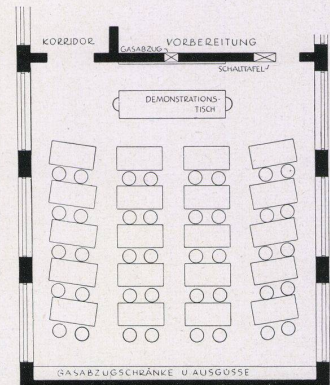 KORRIDOR
VORBEREITUNG
GASABZUG
SCHALTTAFEL
DEMONSTRATIONS-
TISCH
GASABZUGSCHRÄNKE U. AUSGÜSSE